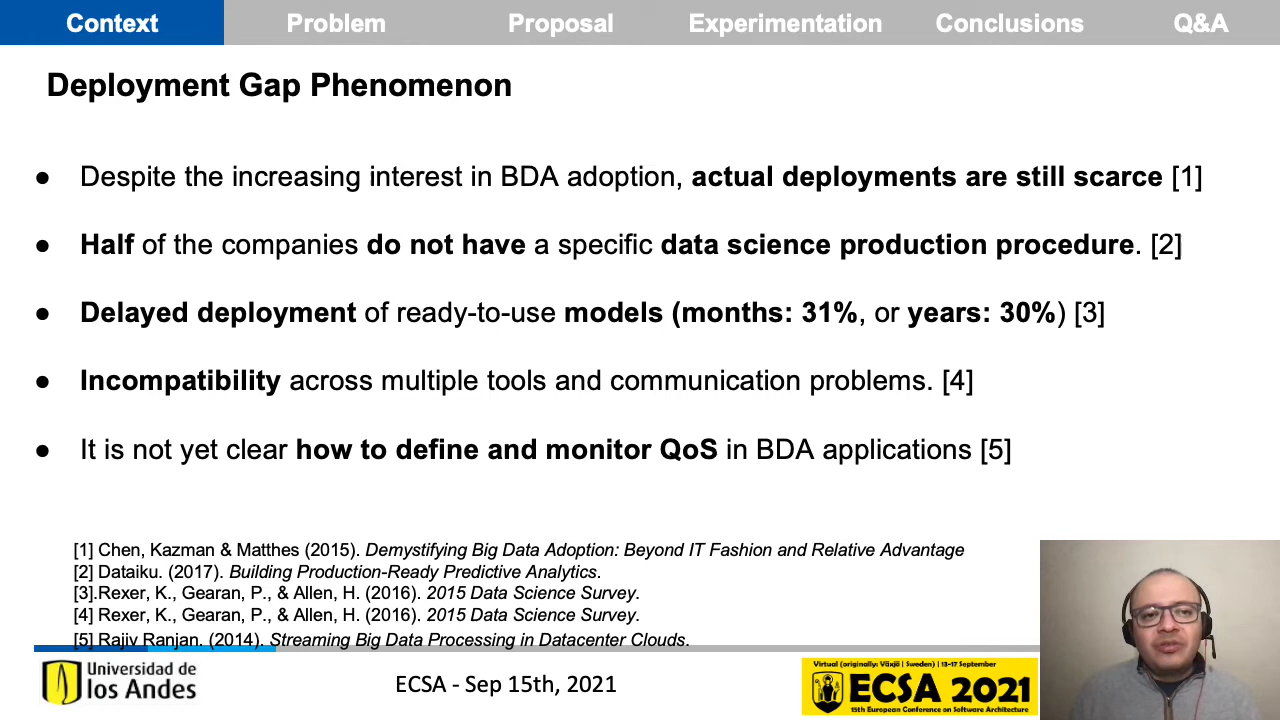 Context Problem Proposal Experimentation Conclusions Q&A
Deployment Gap Phenomenon
● Despite the increasing interest in BDA adoption, actual deployments are still scarce [1]
● Half of the companies do not have a specific data science production procedure. [2]
● Delayed deployment of ready-to-use models (months: 31%, or years: 30%) [3]
● Incompatibility across multiple tools and communication problems. [4]
● It is not yet clear how to define and monitor QoS in BDA applications [5]
[1] Chen, Kazman & Matthes (2015). Demystifying Big Data Adoption: Beyond IT Fashion and Relative Advantage
[2] Dataiku. (2017). Building Production-Ready Predictive Analytics.
[3].Rexer, K., Gearan, P., & Allen, H. (2016). 2015 Data Science Survey.
[4] Rexer, K., Gearan, P., & Allen, H. (2016). 2015 Data Science Survey.
[5] Rajiv Ranjan. (2014). Streaming Big Data Processing in Datacenter Clouds.
Universidad de
los Andes
ECSA - Sep 15th, 2021
Virtual (originally: Växjö | Sweden) | 13-17 September
ECSA 2021
15th European Conference on Software Architecture